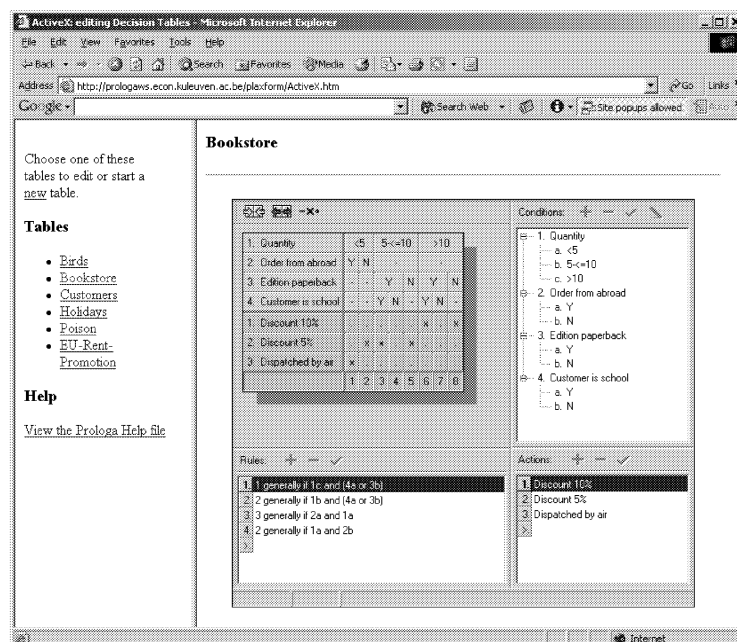 ActiveX: editing Decision Tables - Microsoft Internet Explorer
File Edit View Favorites Tools Help
Back Search Favorites Media
Address http://prologaws.econ.kuleuven.ac.be/plaxform/ActiveX.htm Go Links
Google Search Web Site popups allowed
Choose one of these
tables to edit or start a
new table.
Tables
• Birds
• Bookstore
• Customers
• Holidays
• Poison
• EU-Rent-
Promotion
Help
View the Prologa Help file
Bookstore
1. Quantity <5 5-<=10 >10
2. Order from abroad Y N - -
3. Edition paperback - - Y N Y N
4. Customer is school - - Y N - Y N -
1. Discount 10% . . . . . x . x
2. Discount 5% . x x . x . . .
3. Dispatched by air x . . . . . . .
1 2 3 4 5 6 7 8
Conditions:
1. Quantity
a. <5
b. 5-<=10
c. >10
2. Order from abroad
a. Y
b. N
3. Edition paperback
a. Y
b. N
4. Customer is school
a. Y
b. N
Rules:
1. 1 generally if 1c and (4a or 3b)
2. 2 generally if 1b and (4a or 3b)
3. 3 generally if 2a and 1a
4. 2 generally if 1a and 2b
>.
Actions:
1. Discount 10%
2. Discount 5%
3. Dispatched by air
>.
Internet